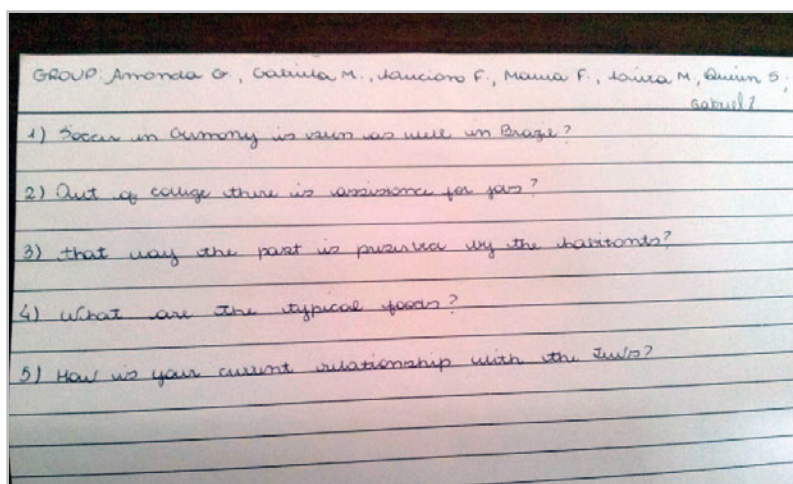 GROUP: Amanda G., Gabriela M., Luciano F., Maria F., Laura M., S;
Gabriel
1) Soccer in Germany is seen as well in Brazil?
2) Out of college there is assistance for jobs?
3) that way the past is presented by the habitants?
4) What are the typical foods?
5) How is your current relationship with the Jews?